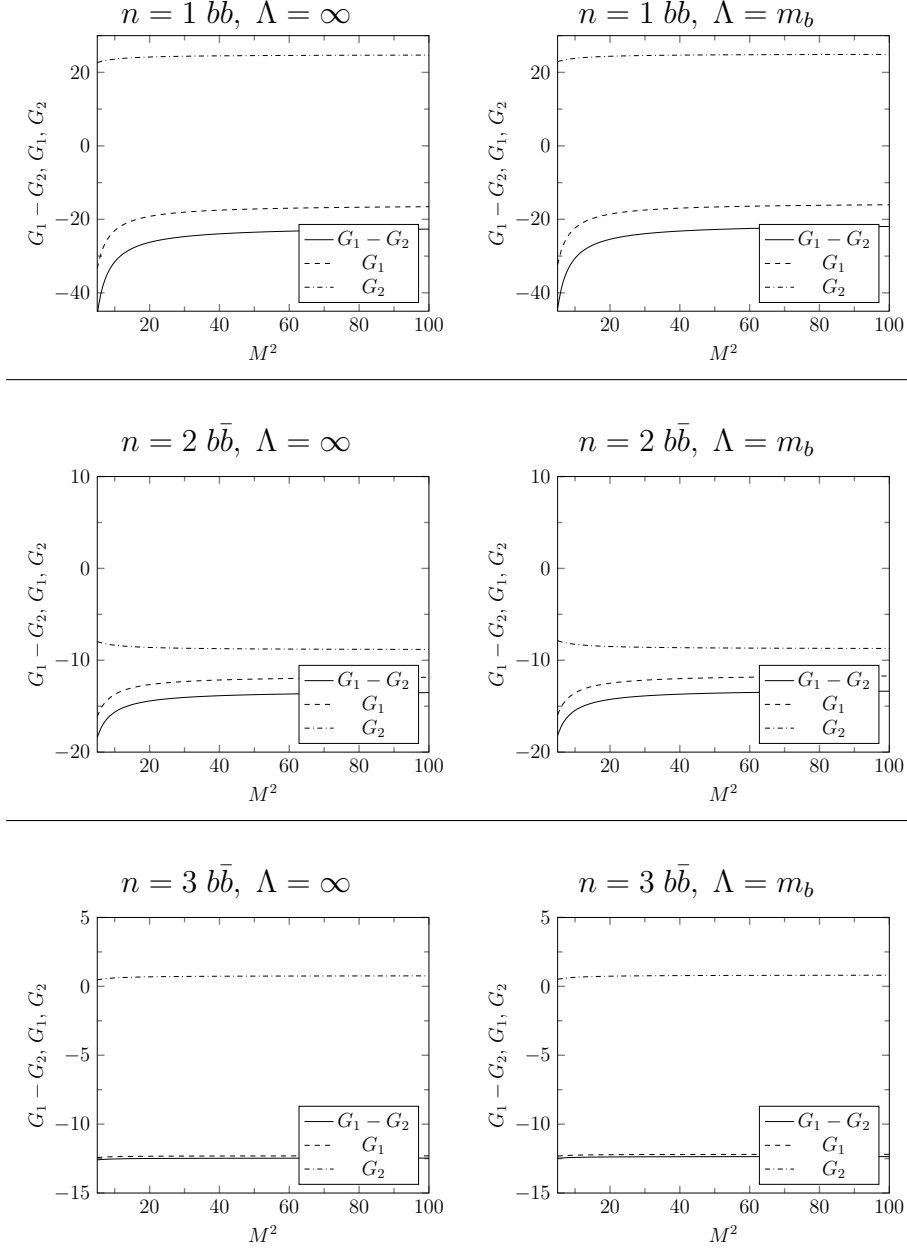 n = 1 bb̄, Λ = ∞
G₁ − G₂, G₁, G₂
20
0
−20
−40
G₁ − G₂
G₁
G₂
20 40 60 80 100
M²
n = 1 bb̄, Λ = m_b
G₁ − G₂, G₁, G₂
20
0
−20
−40
G₁ − G₂
G₁
G₂
20 40 60 80 100
M²
n = 2 bb̄, Λ = ∞
G₁ − G₂, G₁, G₂
10
0
−10
−20
G₁ − G₂
G₁
G₂
20 40 60 80 100
M²
n = 2 bb̄, Λ = m_b
G₁ − G₂, G₁, G₂
10
0
−10
−20
G₁ − G₂
G₁
G₂
20 40 60 80 100
M²
n = 3 bb̄, Λ = ∞
G₁ − G₂, G₁, G₂
5
0
−5
−10
−15
G₁ − G₂
G₁
G₂
20 40 60 80 100
M²
n = 3 bb̄, Λ = m_b
G₁ − G₂, G₁, G₂
5
0
−5
−10
−15
G₁ − G₂
G₁
G₂
20 40 60 80 100
M²